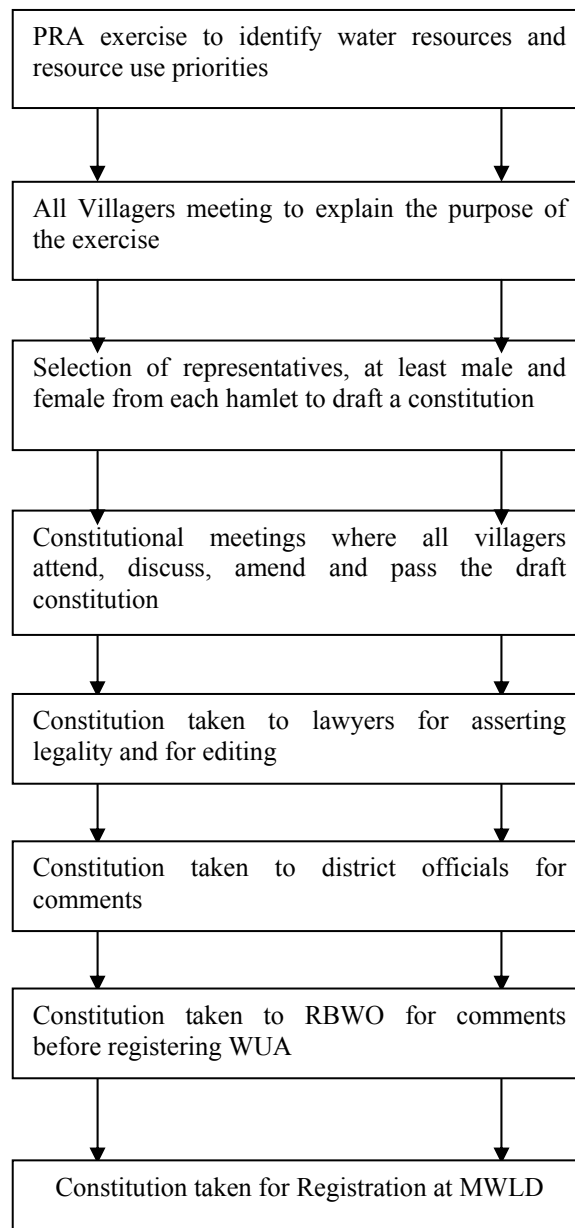 PRA exercise to identify water resources and
resource use priorities
All Villagers meeting to explain the purpose of
the exercise
Selection of representatives, at least male and
female from each hamlet to draft a constitution
Constitutional meetings where all villagers
attend, discuss, amend and pass the draft
constitution
Constitution taken to lawyers for asserting
legality and for editing
Constitution taken to district officials for
comments
Constitution taken to RBWO for comments
before registering WUA
Constitution taken for Registration at MWLD